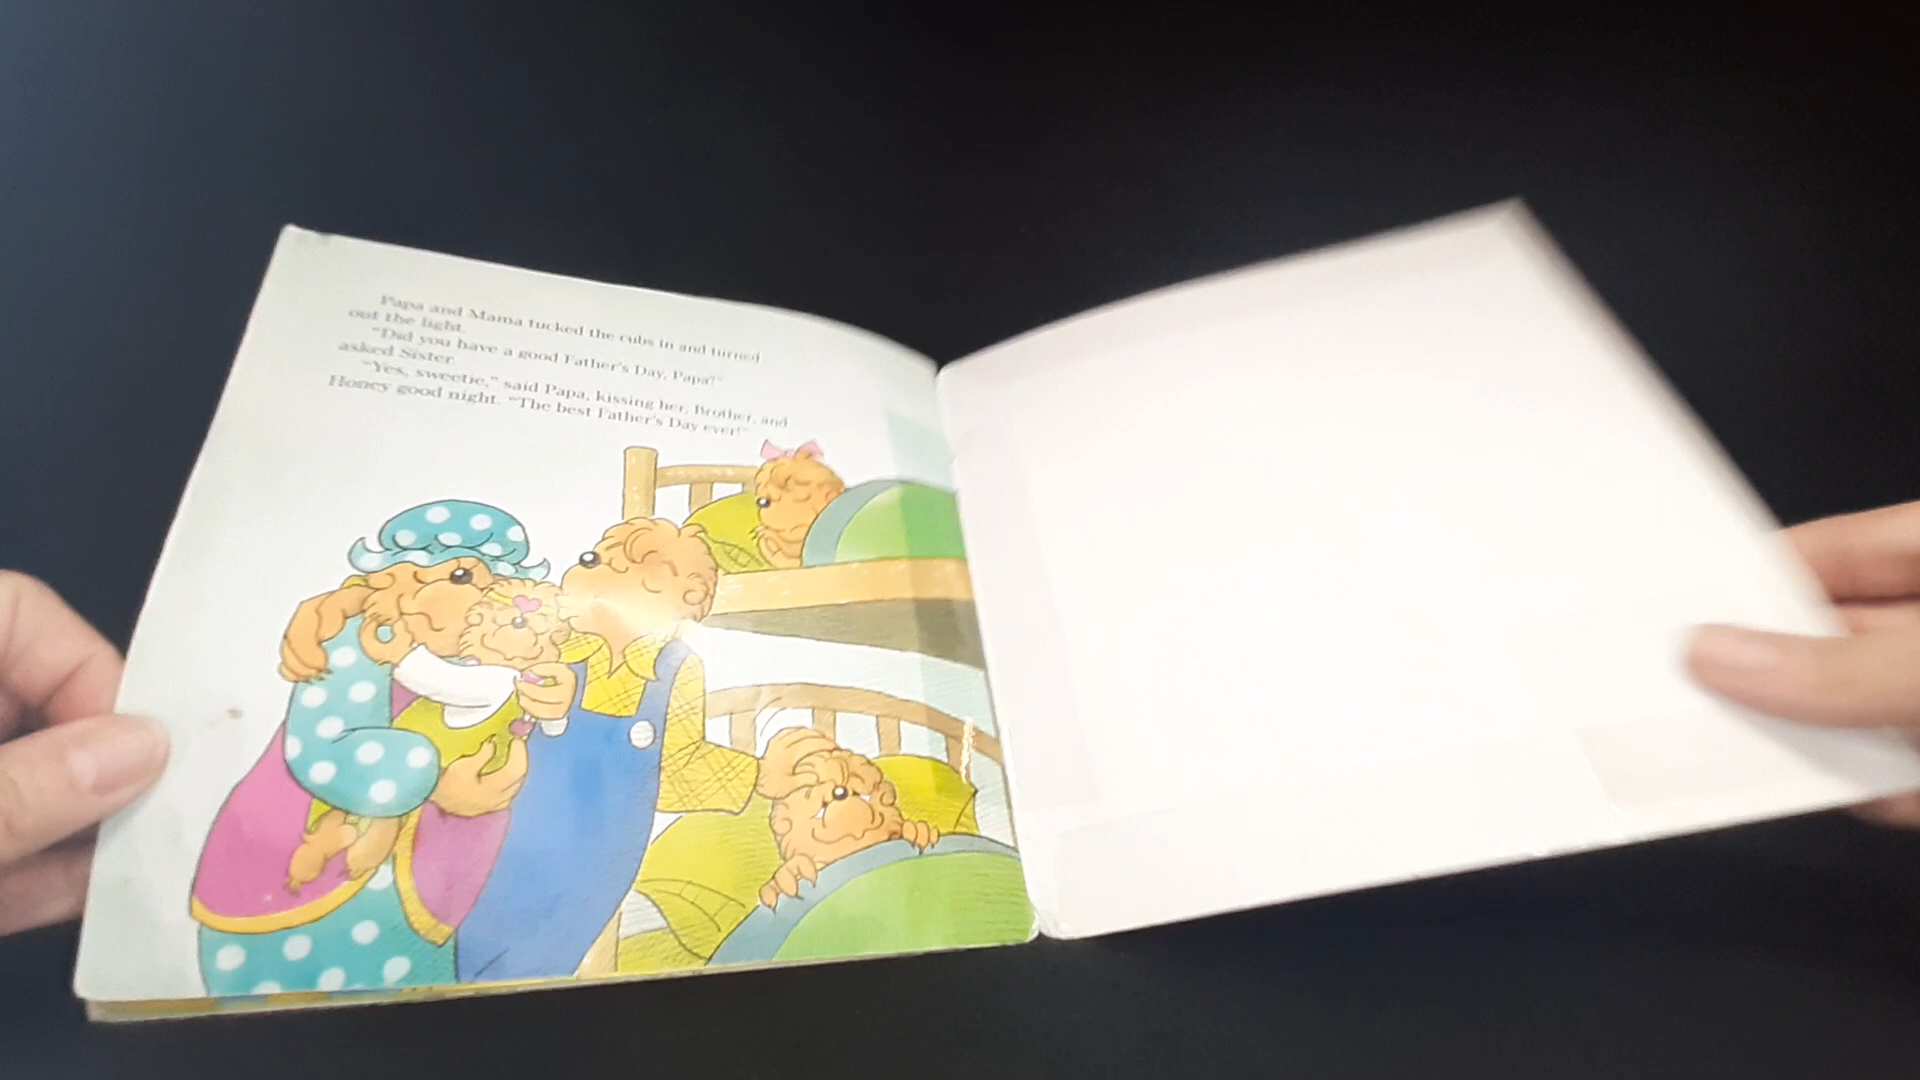 Papa and Mama tucked the cubs in and turned
out the light.
"Did you have a good Father's Day, Papa?"
asked Sister.
"Yes, sweetie," said Papa, kissing her, Brother, and
Honey good night. "The best Father's Day ever!"